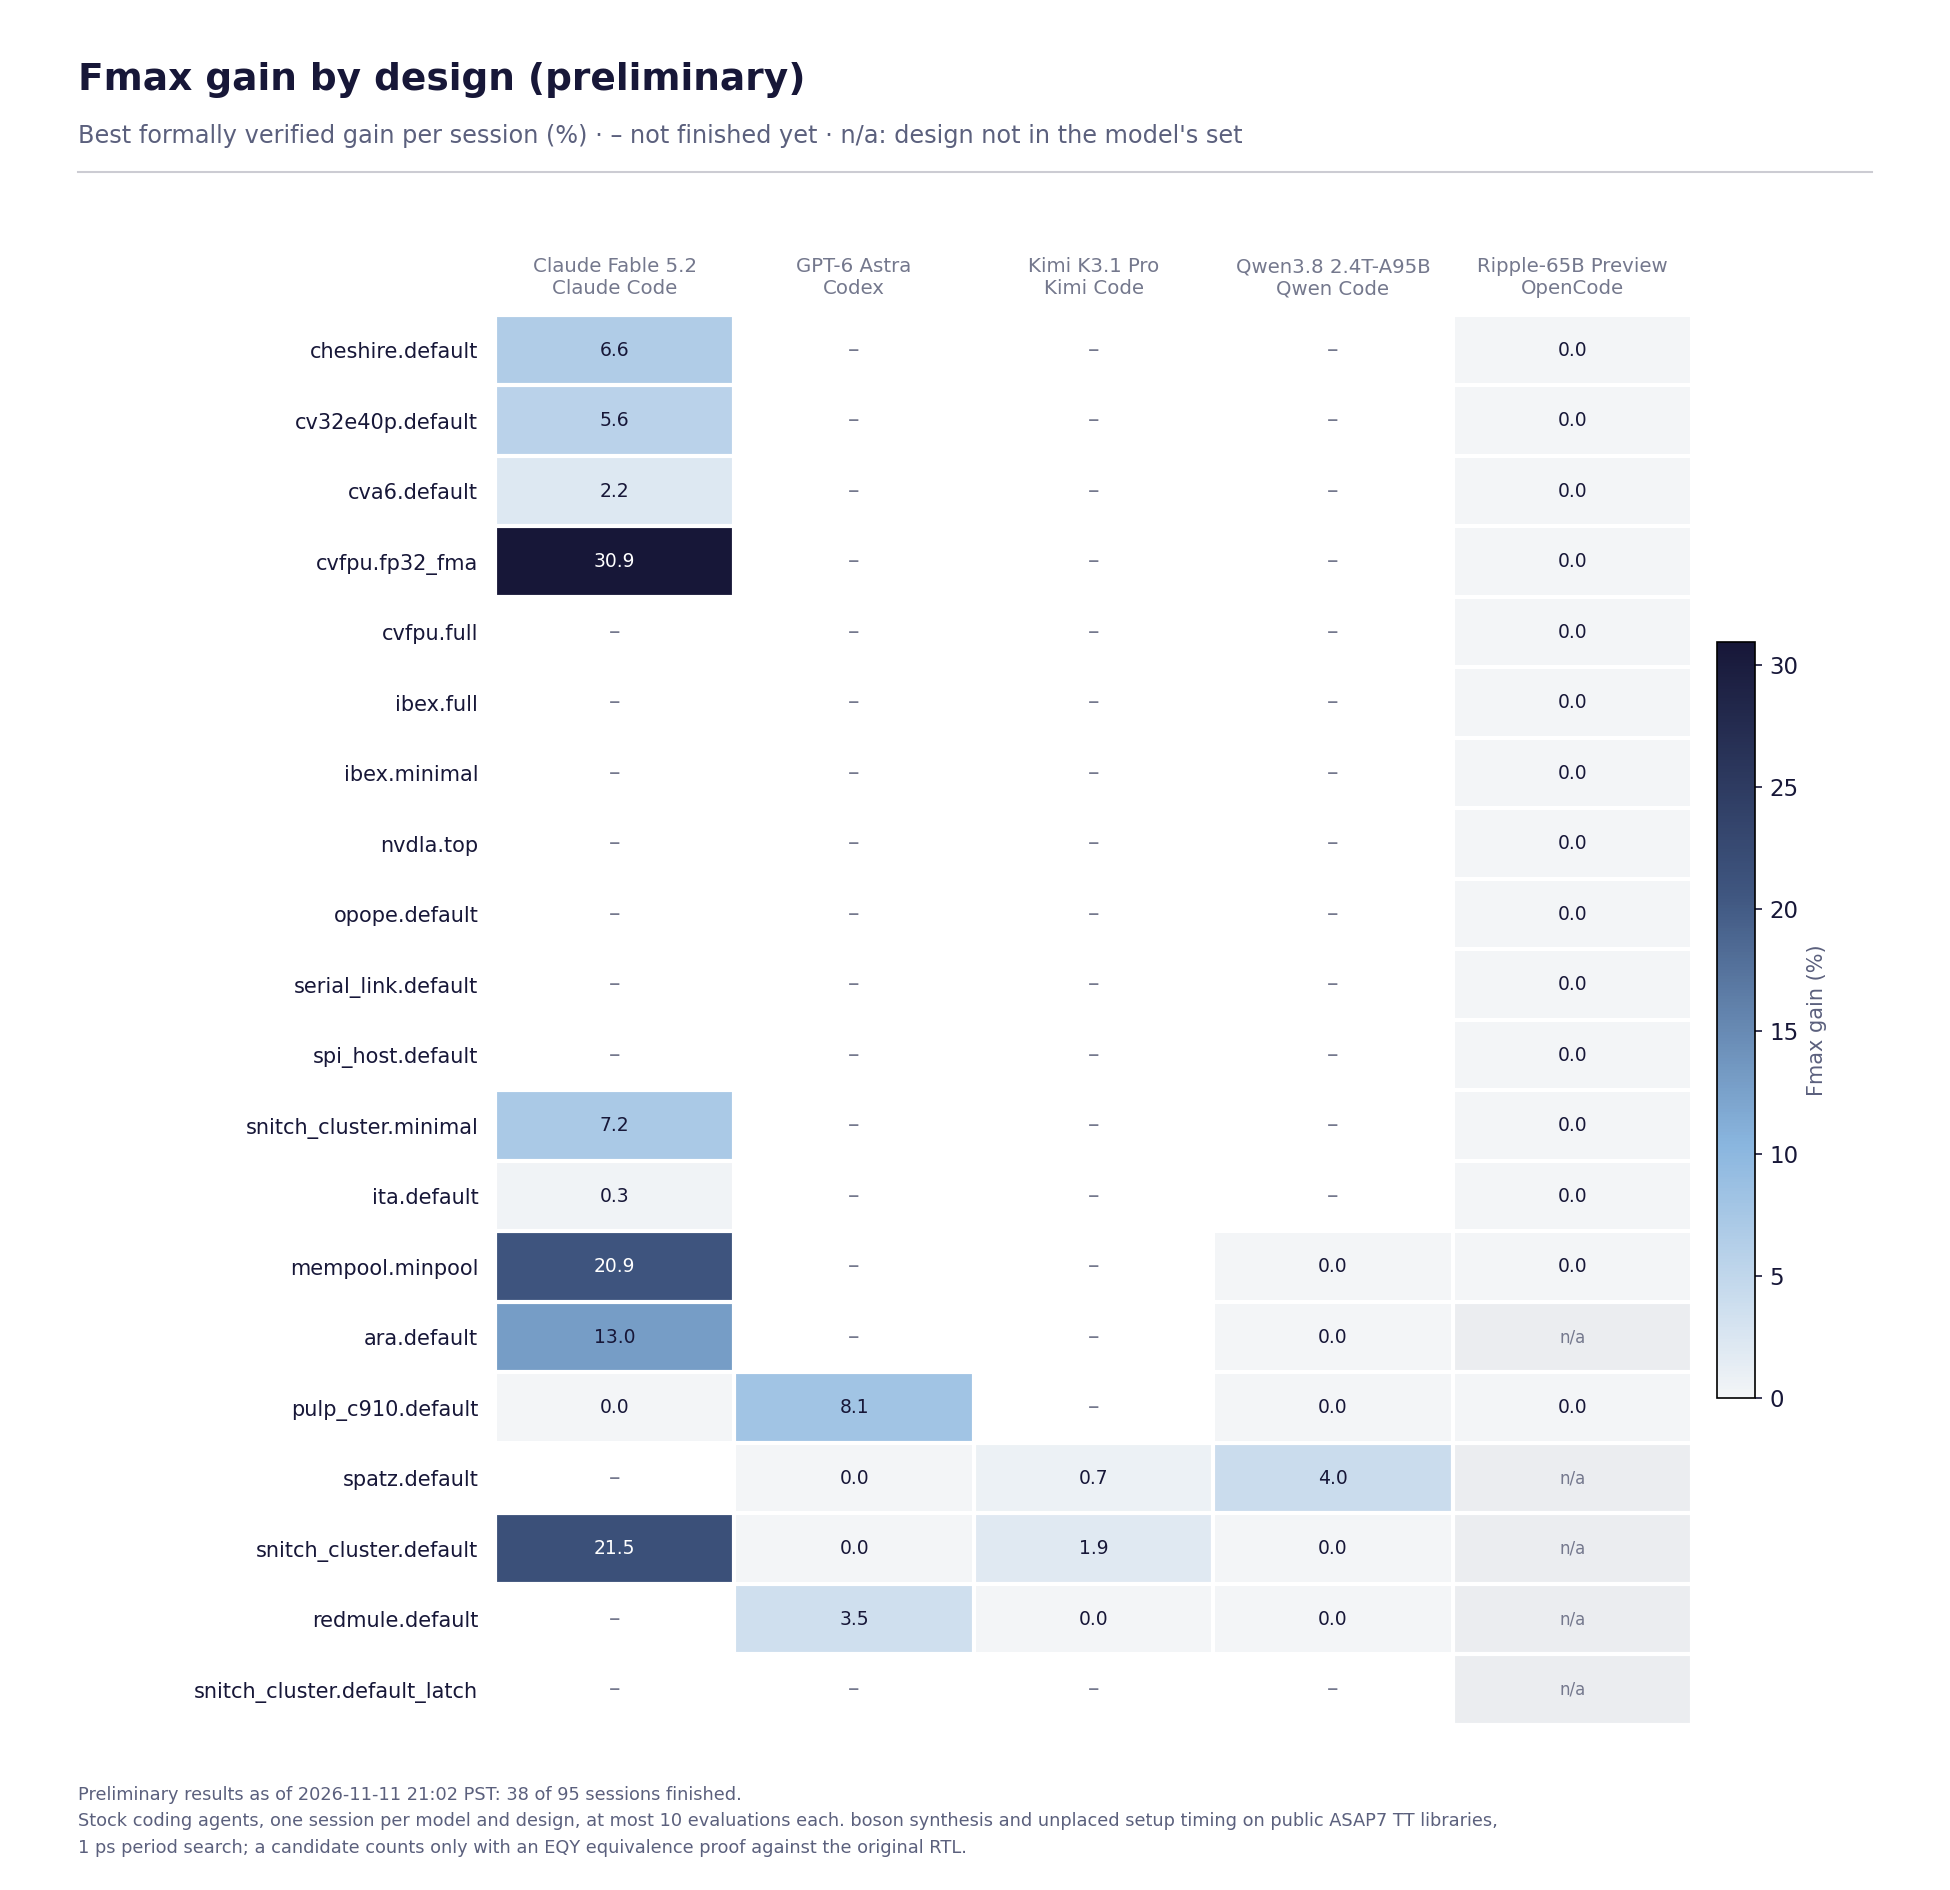 Fmax gain by design (preliminary)
Best formally verified gain per session (%) · – not finished yet · n/a: design not in the model's set
Claude Fable 5.2 GPT-6 Astra Kimi K3.1 Pro Qwen3.8 2.4T-A95B Ripple-65B Preview
Claude Code Codex Kimi Code Qwen Code OpenCode
cheshire.default 6.6 – – – 0.0
cv32e40p.default 5.6 – – – 0.0
cva6.default 2.2 – – – 0.0
cvfpu.fp32_fma 30.9 – – – 0.0
cvfpu.full – – – – 0.0
ibex.full – – – – 0.0
ibex.minimal – – – – 0.0
nvdla.top – – – – 0.0
opope.default – – – – 0.0
serial_link.default – – – – 0.0
spi_host.default – – – – 0.0
snitch_cluster.minimal 7.2 – – – 0.0
ita.default 0.3 – – – 0.0
mempool.minpool 20.9 – – 0.0 0.0
ara.default 13.0 – – 0.0 n/a
pulp_c910.default 0.0 8.1 – 0.0 0.0
spatz.default – 0.0 0.7 4.0 n/a
snitch_cluster.default 21.5 0.0 1.9 0.0 n/a
redmule.default – 3.5 0.0 0.0 n/a
snitch_cluster.default_latch – – – – n/a
30
25
20
15
10
5
0
Fmax gain (%)
Preliminary results as of 2026-11-11 21:02 PST: 38 of 95 sessions finished.
Stock coding agents, one session per model and design, at most 10 evaluations each. boson synthesis and unplaced setup timing on public ASAP7 TT libraries,
1 ps period search; a candidate counts only with an EQY equivalence proof against the original RTL.